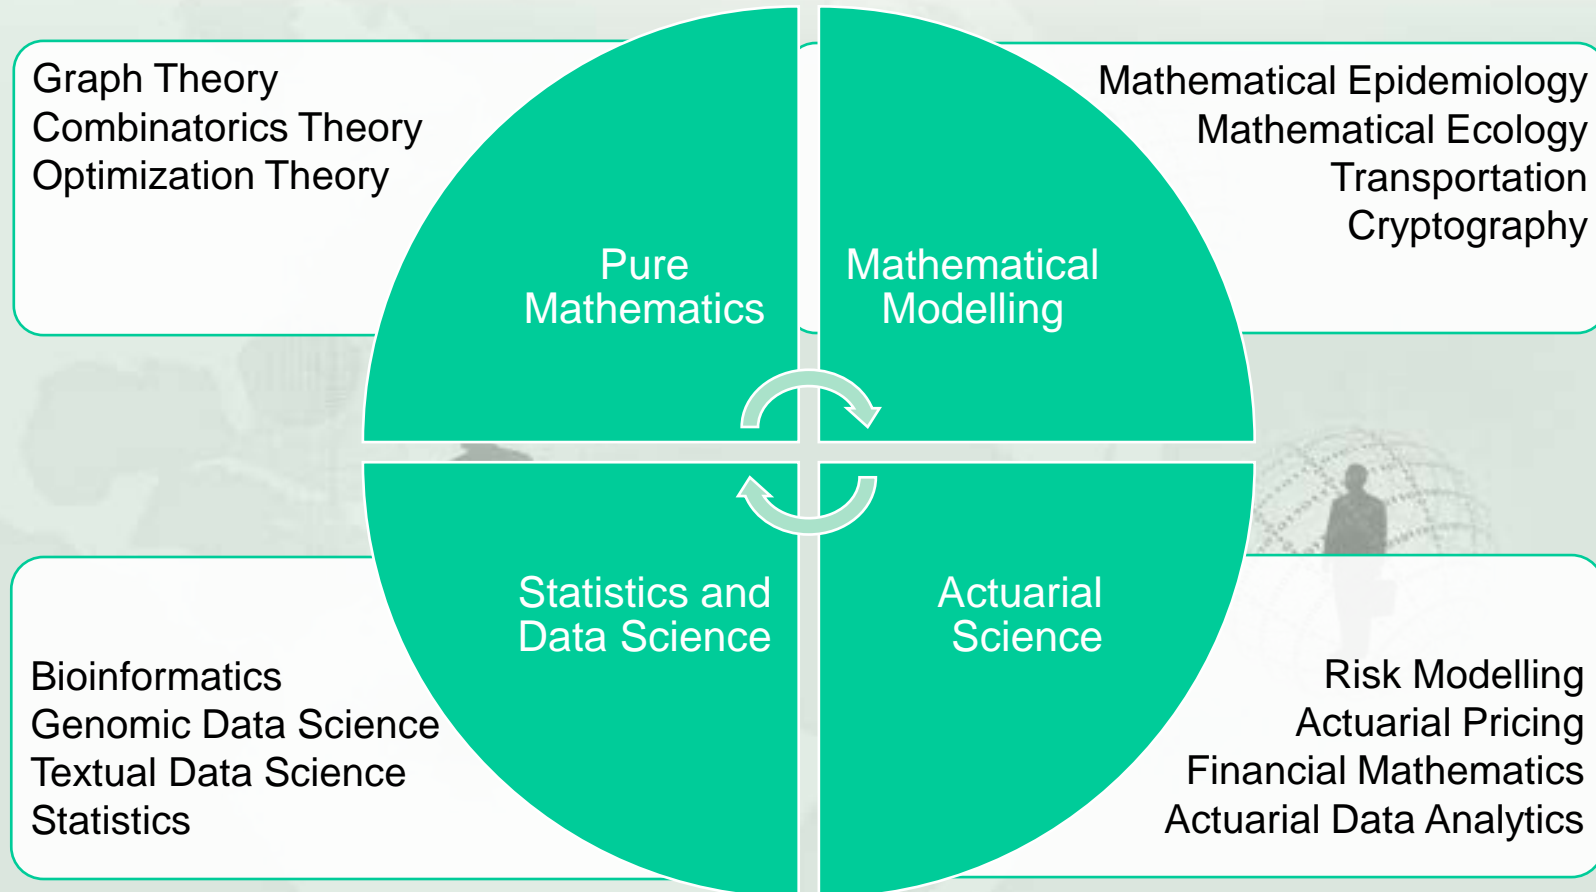 Graph Theory
Combinatorics Theory
Optimization Theory
Pure
Mathematics
Mathematical
Modelling
Mathematical Epidemiology
Mathematical Ecology
Transportation
Cryptography
Bioinformatics
Genomic Data Science
Textual Data Science
Statistics
Statistics and
Data Science
Actuarial
Science
Risk Modelling
Actuarial Pricing
Financial Mathematics
Actuarial Data Analytics